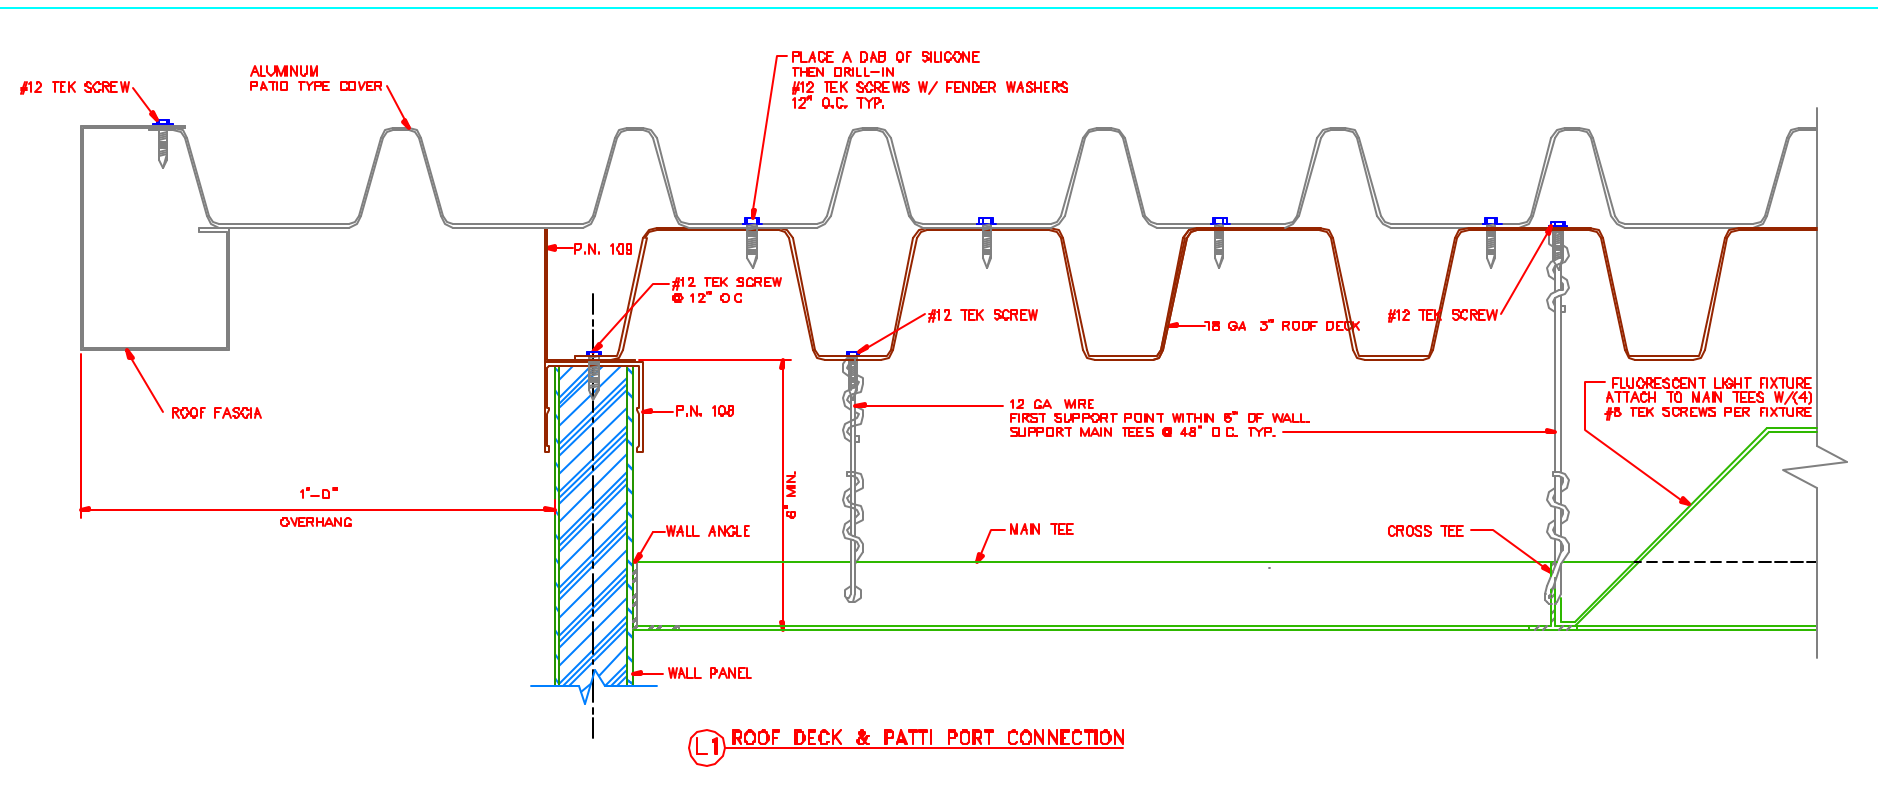 #12 TEK SCREW
ALUMINUM
PATIO TYPE COVER
PLACE A DAB OF SILICONE
THEN DRILL-IN
#12 TEK SCREWS W/ FENDER WASHERS
12" O.C. TYP.
P.N. 109
#12 TEK SCREW
@ 12" O C
#12 TEK SCREW
18 GA 3" ROOF DECK
#12 TEK SCREW
ROOF FASCIA
P.N. 108
12 GA WIRE
FIRST SUPPORT POINT WITHIN 6" OF WALL.
SUPPORT MAIN TEES @ 48" O.C. TYP.
FLUORESCENT LIGHT FIXTURE
ATTACH TO MAIN TEES W/(4)
#8 TEK SCREWS PER FIXTURE
1'-0"
OVERHANG
6" MIN.
WALL ANGLE
MAIN TEE
CROSS TEE
WALL PANEL
L1 ROOF DECK & PATTI PORT CONNECTION